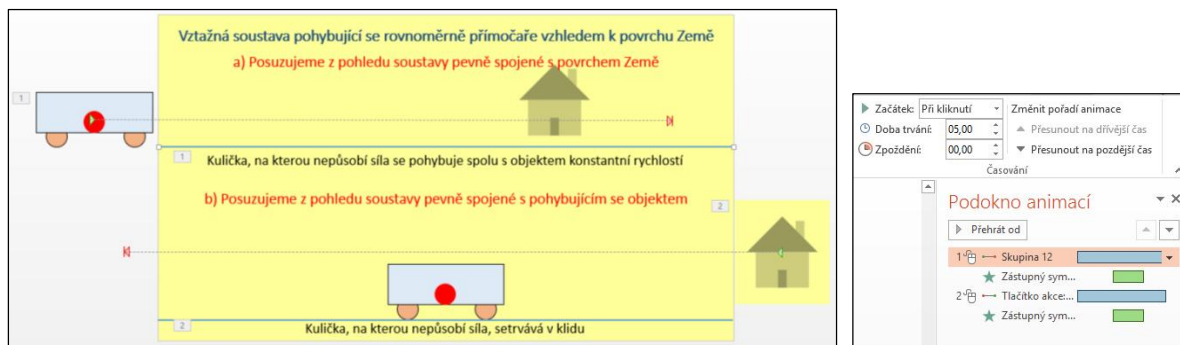 Vztažná soustava pohybující se rovnoměrně přímočaře vzhledem k povrchu Země
a) Posuzujeme z pohledu soustavy pevně spojené s povrchem Země
1
1
Kulička, na kterou nepůsobí síla se pohybuje spolu s objektem konstantní rychlostí
b) Posuzujeme z pohledu soustavy pevně spojené s pohybujícím se objektem
2
2
Kulička, na kterou nepůsobí síla, setrvává v klidu
Začátek: Při kliknutí
Změnit pořadí animace
Doba trvání: 05,00
Přesunout na dřívější čas
Zpoždění: 00,00
Přesunout na pozdější čas
Časování
Podokno animací
Přehrát od
1 Skupina 12
Zástupný sym...
2 Tlačítko akce:...
Zástupný sym...